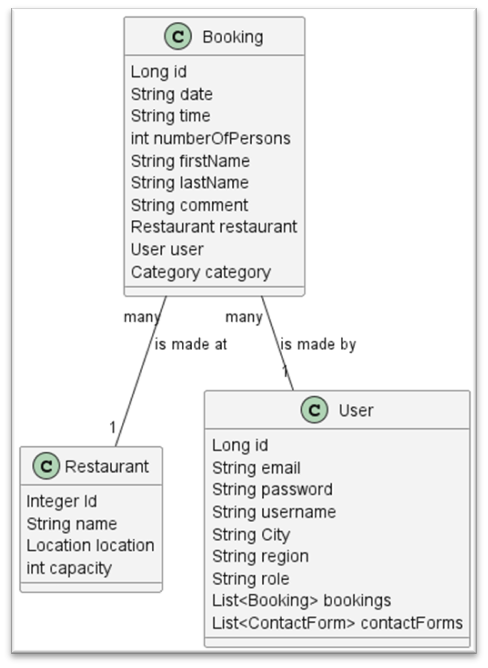 C Booking
Long id
String date
String time
int numberOfPersons
String firstName
String lastName
String comment
Restaurant restaurant
User user
Category category
many
many
is made at
is made by
1
1
C Restaurant
Integer Id
String name
Location location
int capacity
C User
Long id
String email
String password
String username
String City
String region
String role
List<Booking> bookings
List<ContactForm> contactForms